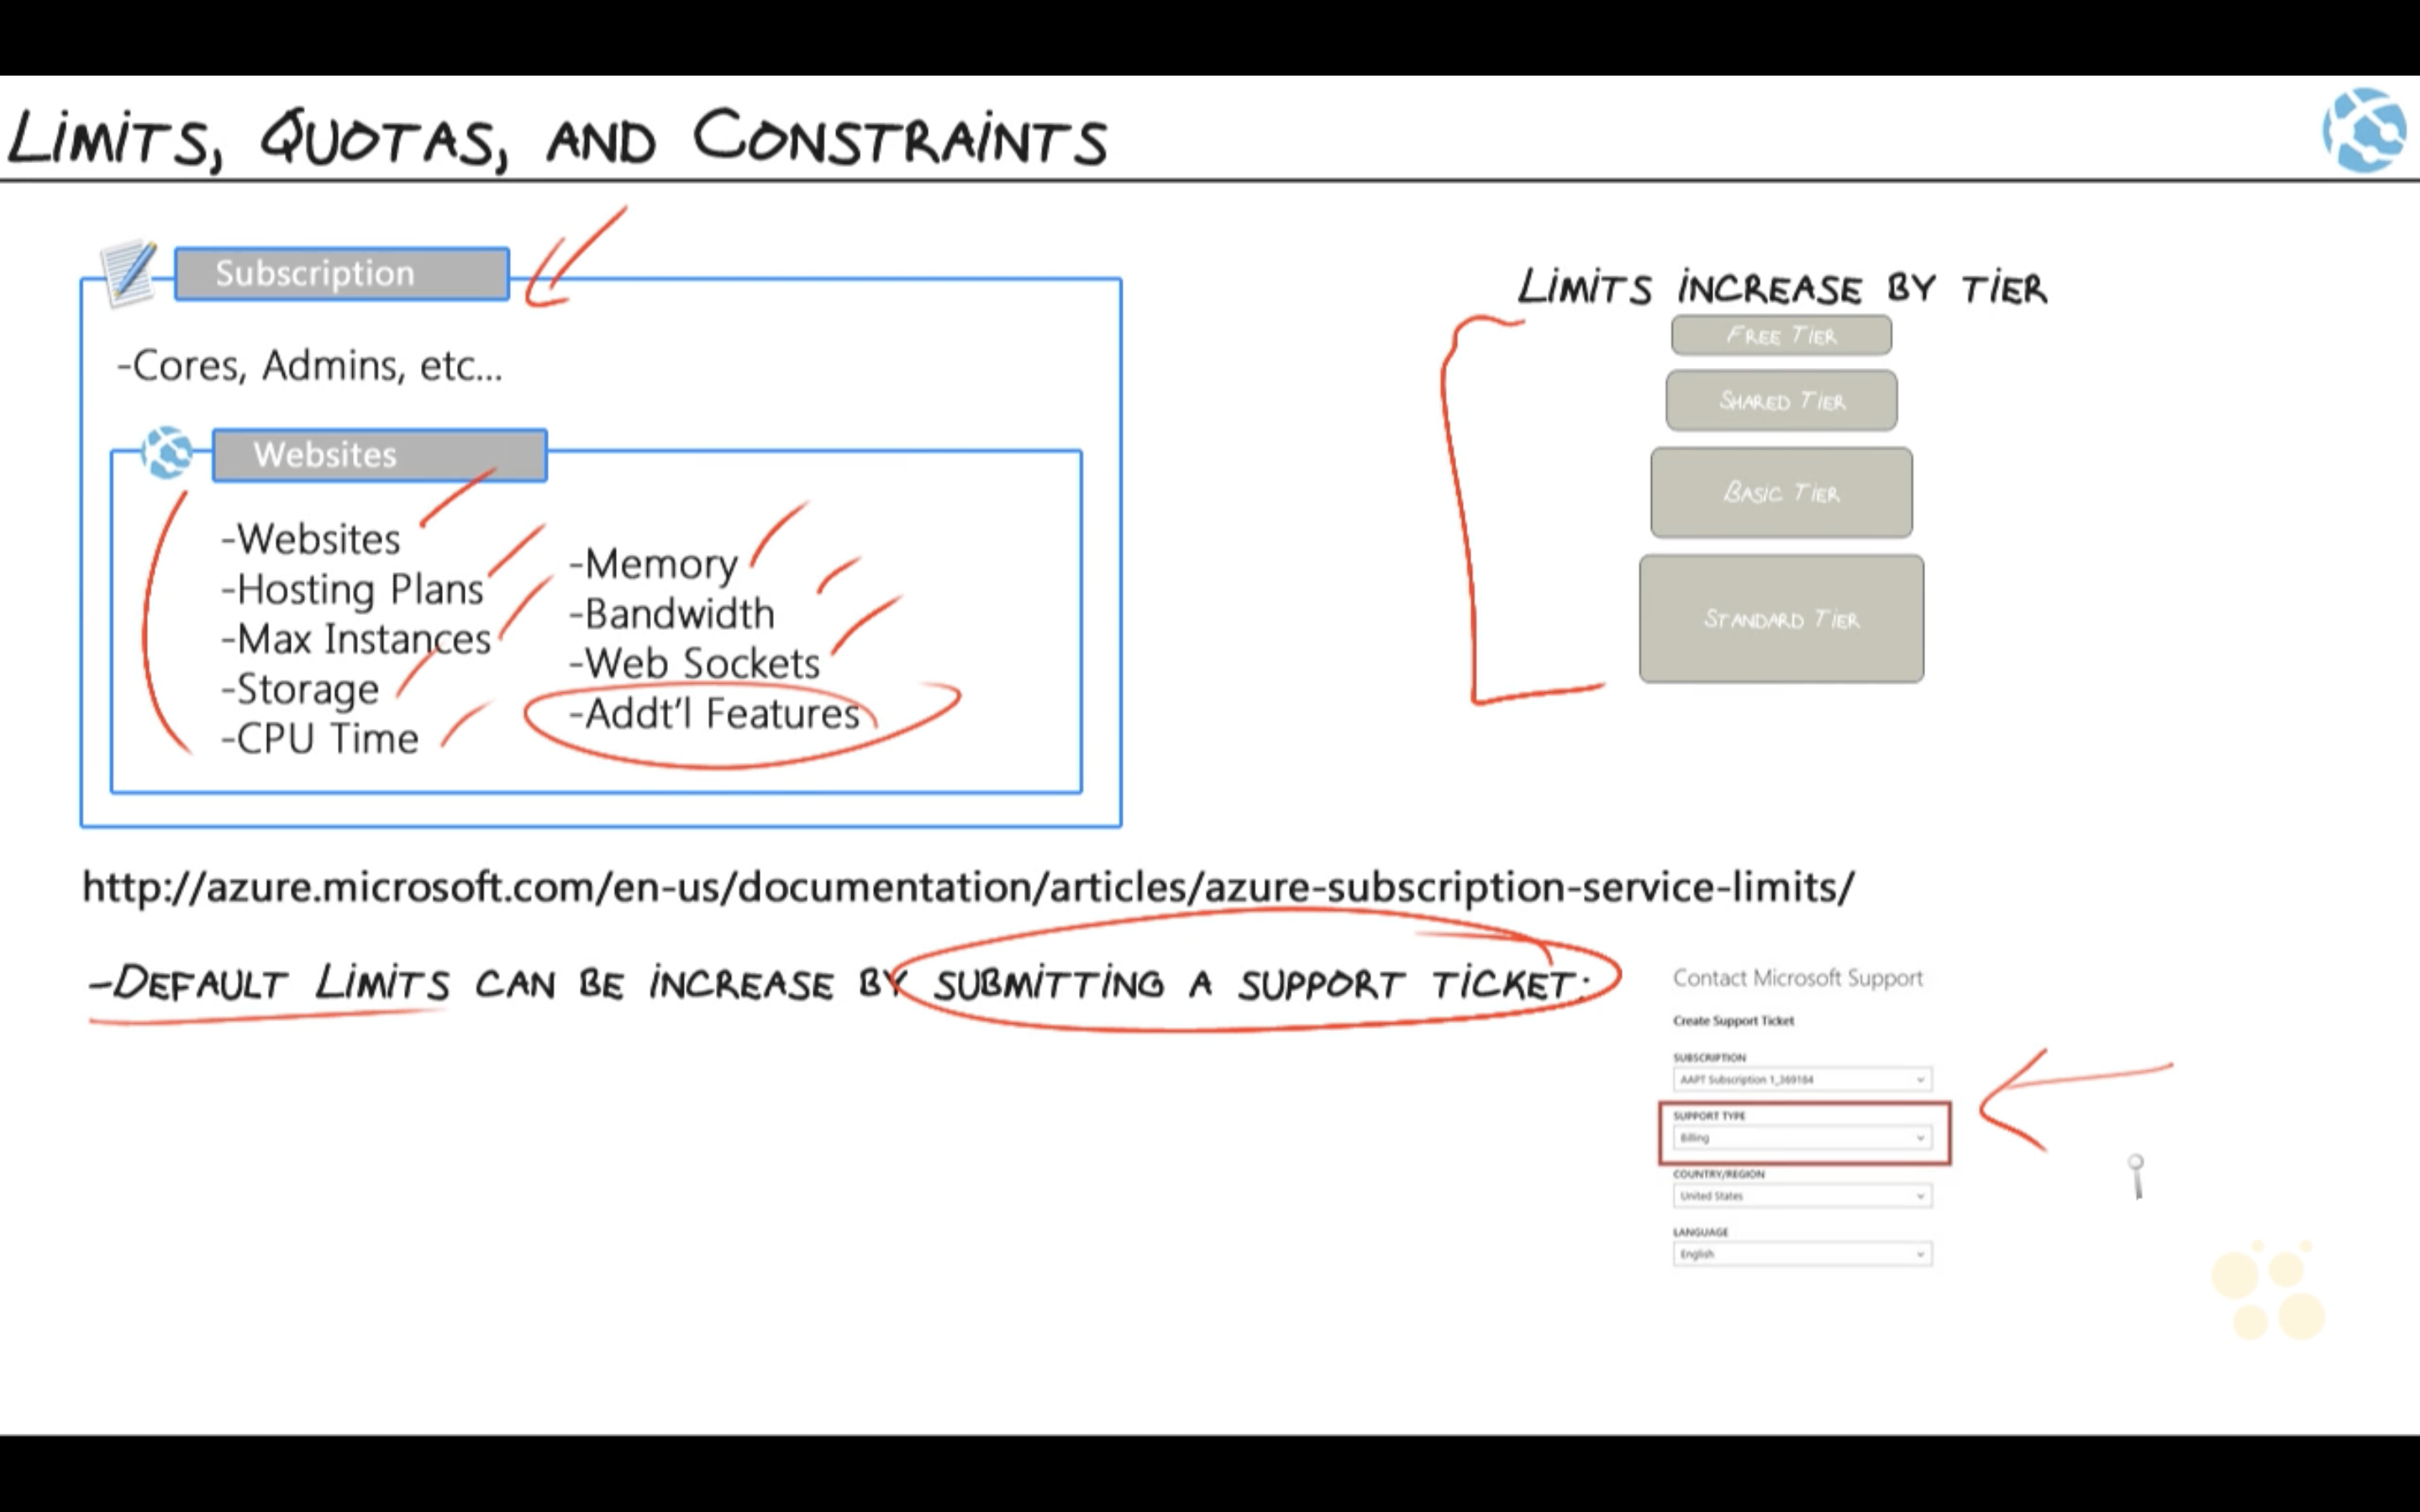 Limits, Quotas, and Constraints
Subscription
-Cores, Admins, etc...
Websites
-Websites
-Hosting Plans
-Max Instances
-Storage
-CPU Time
-Memory
-Bandwidth
-Web Sockets
-Addt'l Features
Limits increase by tier
Free Tier
Shared Tier
Basic Tier
Standard Tier
http://azure.microsoft.com/en-us/documentation/articles/azure-subscription-service-limits/
-Default limits can be increase by submitting a support ticket.
Contact Microsoft Support
Create Support Ticket
SUBSCRIPTION
AAPT Subscription 1_369184
SUPPORT TYPE
Billing
COUNTRY/REGION
United States
LANGUAGE
English